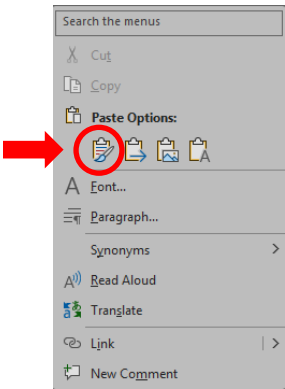 Search the menus
Cut
Copy
Paste Options:
Font...
Paragraph...
Synonyms
Read Aloud
Translate
Link
New Comment